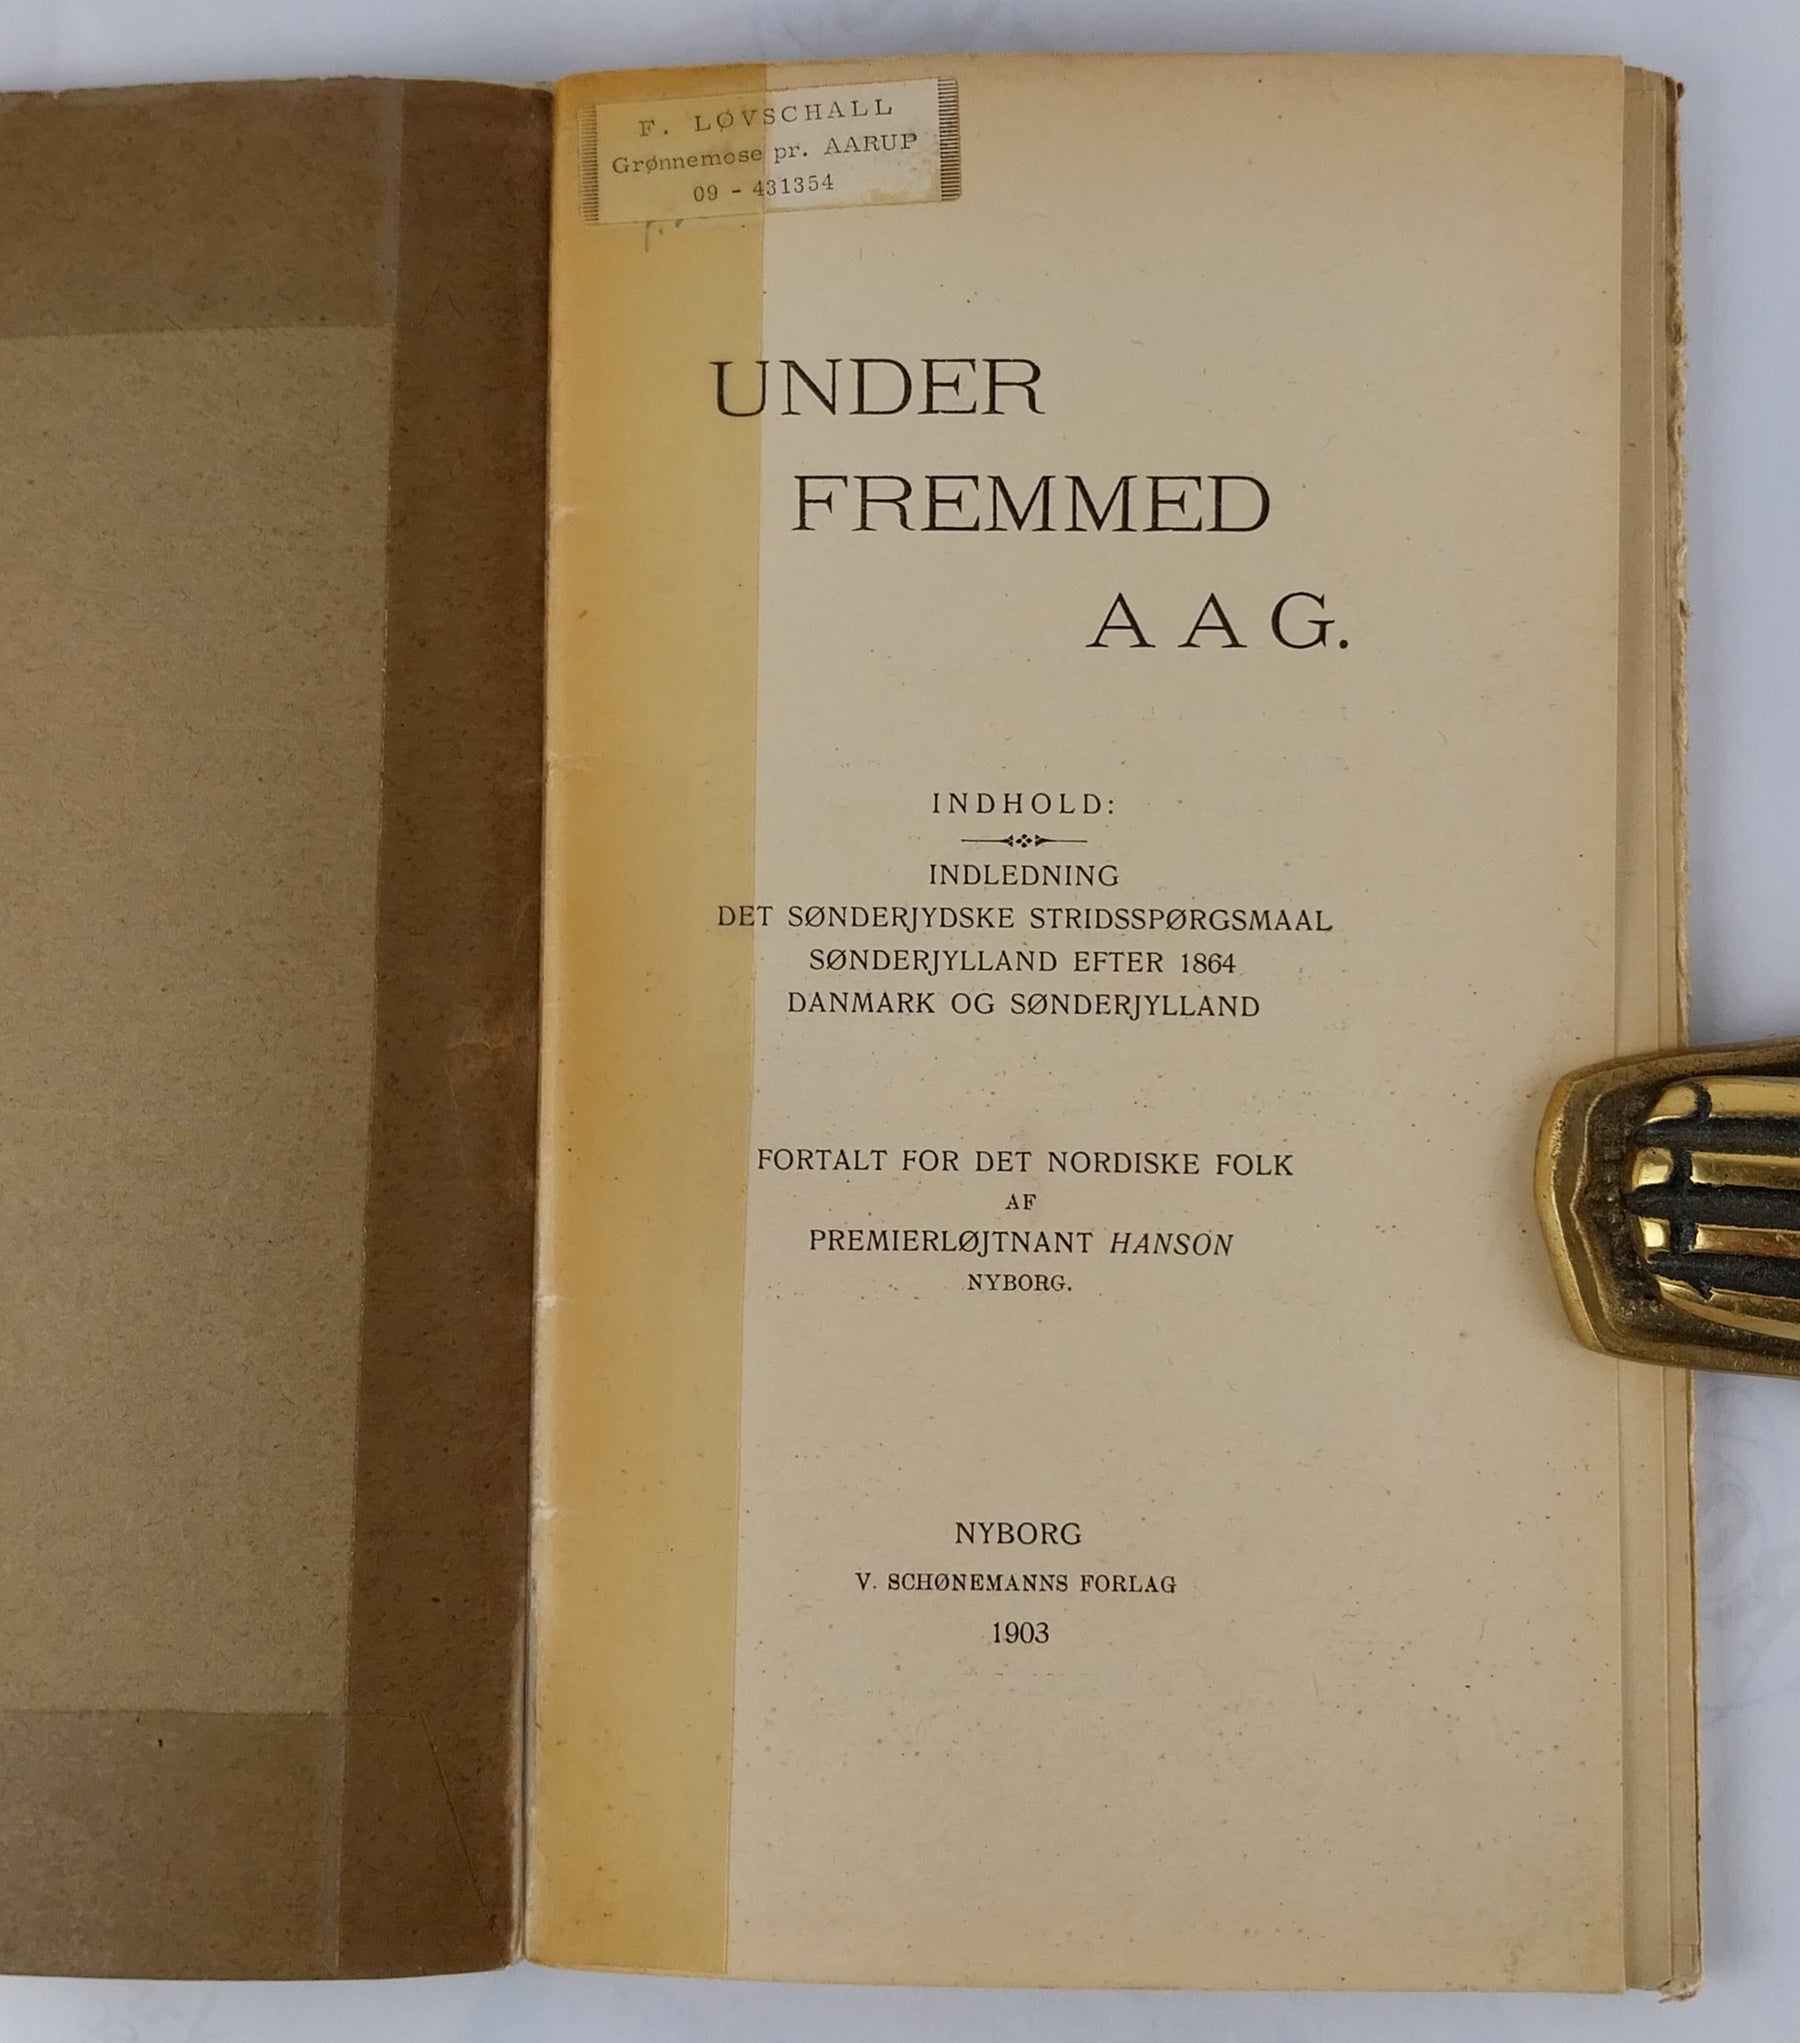 F. LØVSCHALL
Grønnemose pr. AARUP
09 - 431354
UNDER
FREMMED
AAG.
INDHOLD:
INDLEDNING
DET SØNDERJYDSKE STRIDSSPØRGSMAAL
SØNDERJYLLAND EFTER 1864
DANMARK OG SØNDERJYLLAND
FORTALT FOR DET NORDISKE FOLK
AF
PREMIERLØJTNANT HANSON
NYBORG.
NYBORG
V. SCHØNEMANNS FORLAG
1903